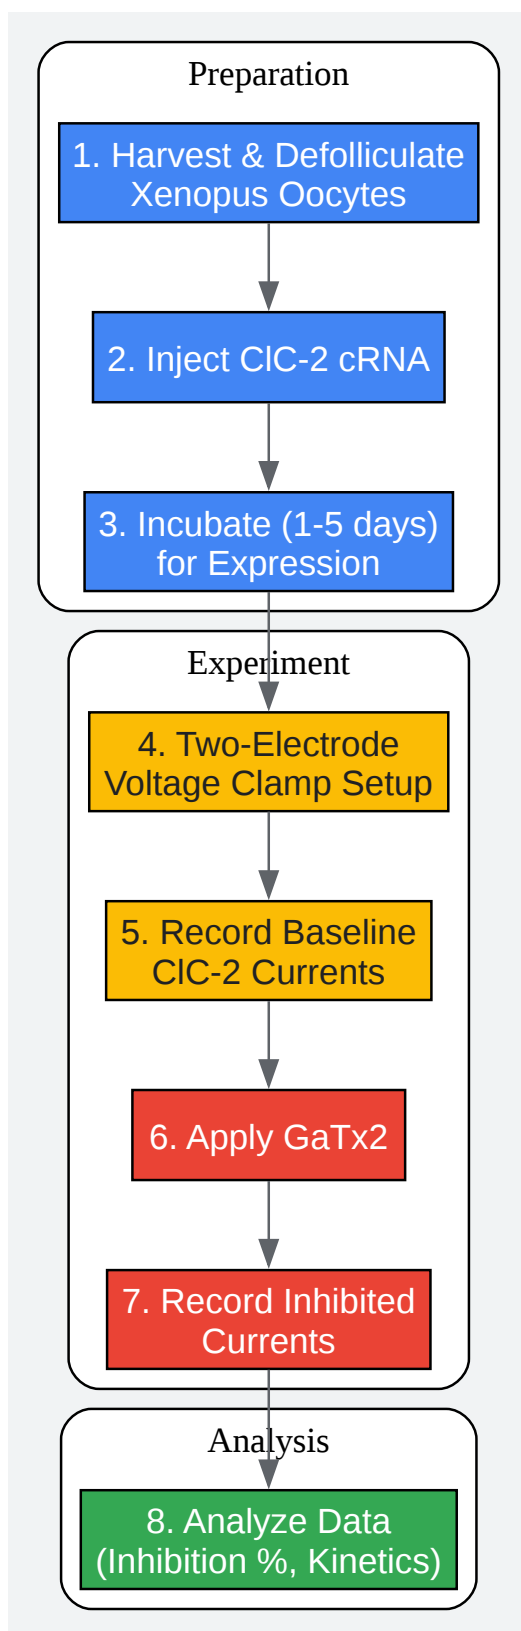 Preparation
1. Harvest & Defolliculate
Xenopus Oocytes
2. Inject ClC-2 cRNA
3. Incubate (1-5 days)
for Expression
Experiment
4. Two-Electrode
Voltage Clamp Setup
5. Record Baseline
ClC-2 Currents
6. Apply GaTx2
7. Record Inhibited
Currents
Analysis
8. Analyze Data
(Inhibition %, Kinetics)